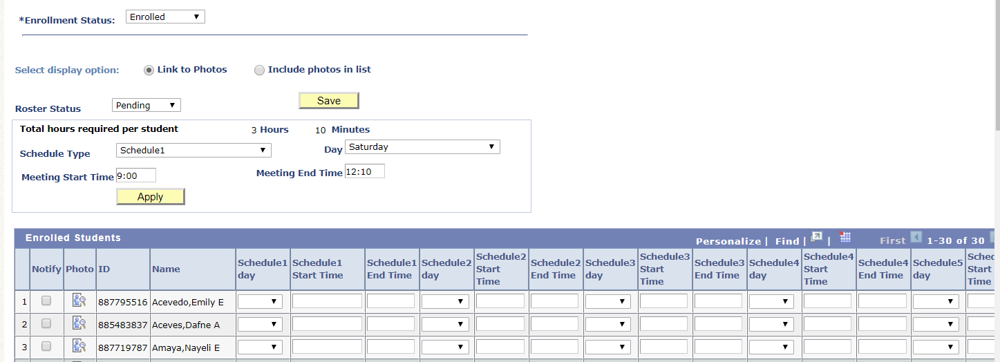 *Enrollment Status: Enrolled
Select display option: Link to Photos Include photos in list
Roster Status Pending Save
Total hours required per student 3 Hours 10 Minutes
Schedule Type Schedule1 Day Saturday
Meeting Start Time 9:00 Meeting End Time 12:10
Apply
Enrolled Students Personalize | Find | | First 1-30 of 30
Notify Photo ID Name Schedule1 day Schedule1 Start Time Schedule1 End Time Schedule2 day Schedule2 Start Time Schedule2 End Time Schedule3 day Schedule3 Start Time Schedule3 End Time Schedule4 day Schedule4 Start Time Schedule4 End Time Schedule5 day Sched Start Time
1 887795516 Acevedo,Emily E
2 885483837 Aceves,Dafne A
3 887719787 Amaya,Nayeli E